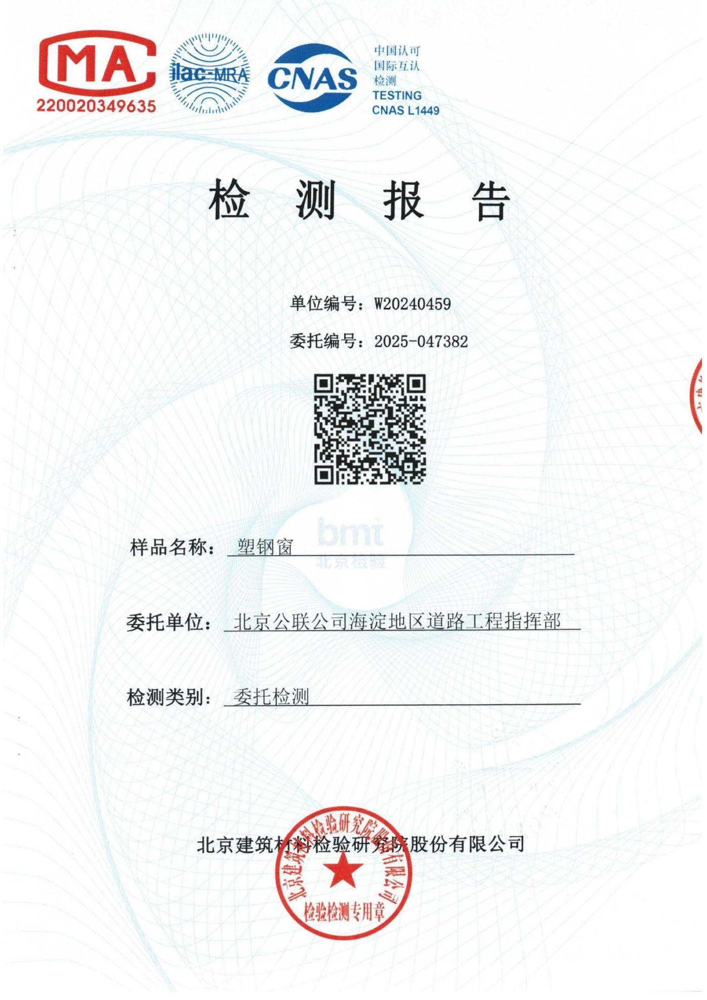 MA
220020349635
ilac-MRA
CNAS
中国认可
国际互认
检测
TESTING
CNAS L1449
检测报告
单位编号：W20240459
委托编号：2025-047382
bmt
北京检验
样品名称：塑钢窗
委托单位：北京公联公司海淀地区道路工程指挥部
检测类别：委托检测
北京建筑材料检验研究院股份有限公司
北京建筑材料检验研究院股份有限公司
检验检测专用章